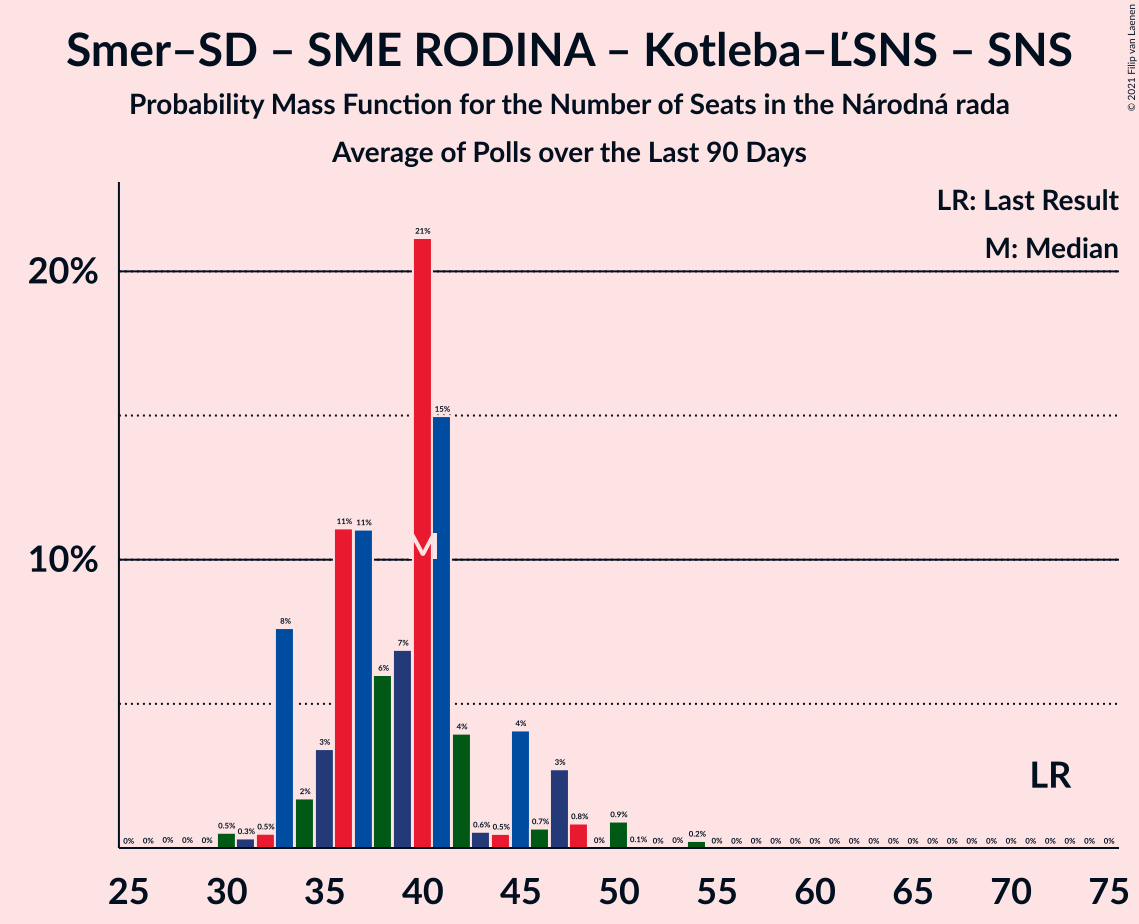 Smer–SD – SME RODINA – Kotleba–ĽSNS – SNS
Probability Mass Function for the Number of Seats in the Národná rada
Average of Polls over the Last 90 Days
© 2021 Filip van Laenen
LR: Last Result
M: Median
20%
10%
0% 0% 0% 0% 0% 0.5% 0.3% 0.5% 8% 2% 3% 11% 11% 6% 7% 21% 15% 4% 0.6% 0.5% 4% 0.7% 3% 0.8% 0% 0.9% 0.1% 0% 0% 0.2% 0% 0% 0% 0% 0% 0% 0% 0% 0% 0% 0% 0% 0% 0% 0% 0% 0% 0% 0% 0% 0%
M
LR
25 30 35 40 45 50 55 60 65 70 75